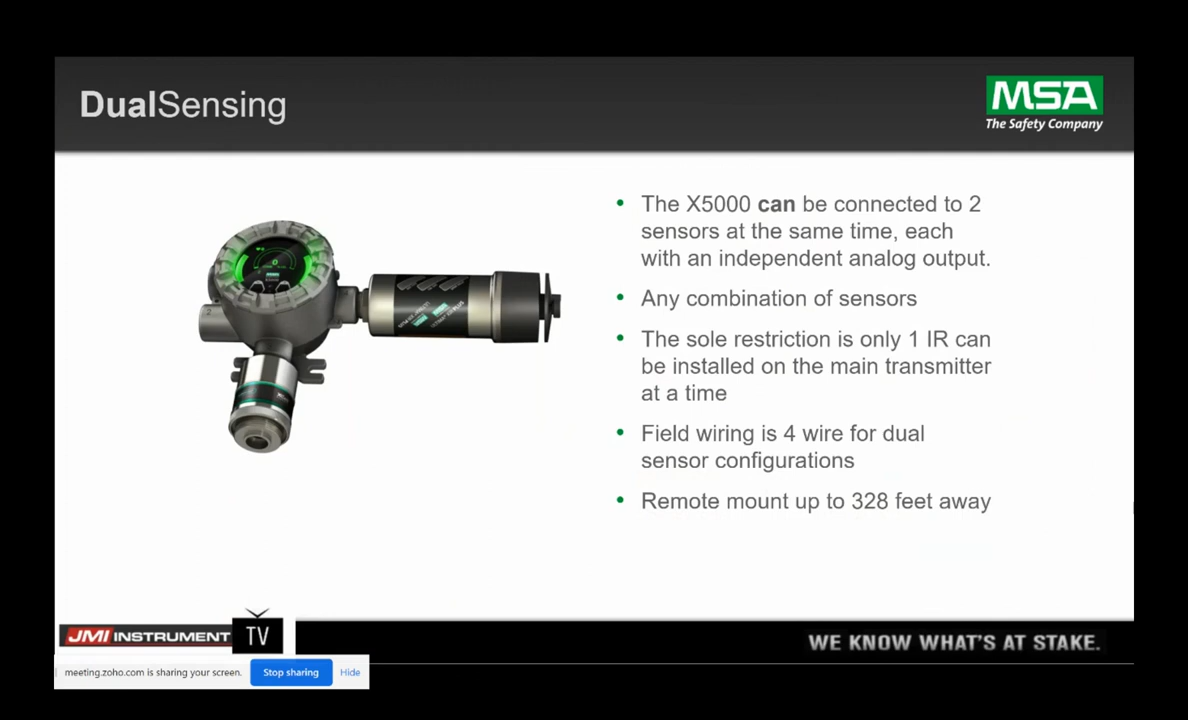 DualSensing
MSA
The Safety Company
• The X5000 can be connected to 2
sensors at the same time, each
with an independent analog output.
• Any combination of sensors
• The sole restriction is only 1 IR can
be installed on the main transmitter
at a time
• Field wiring is 4 wire for dual
sensor configurations
• Remote mount up to 328 feet away
JMI INSTRUMENT TV
WE KNOW WHAT'S AT STAKE.
meeting.zoho.com is sharing your screen. Stop sharing Hide